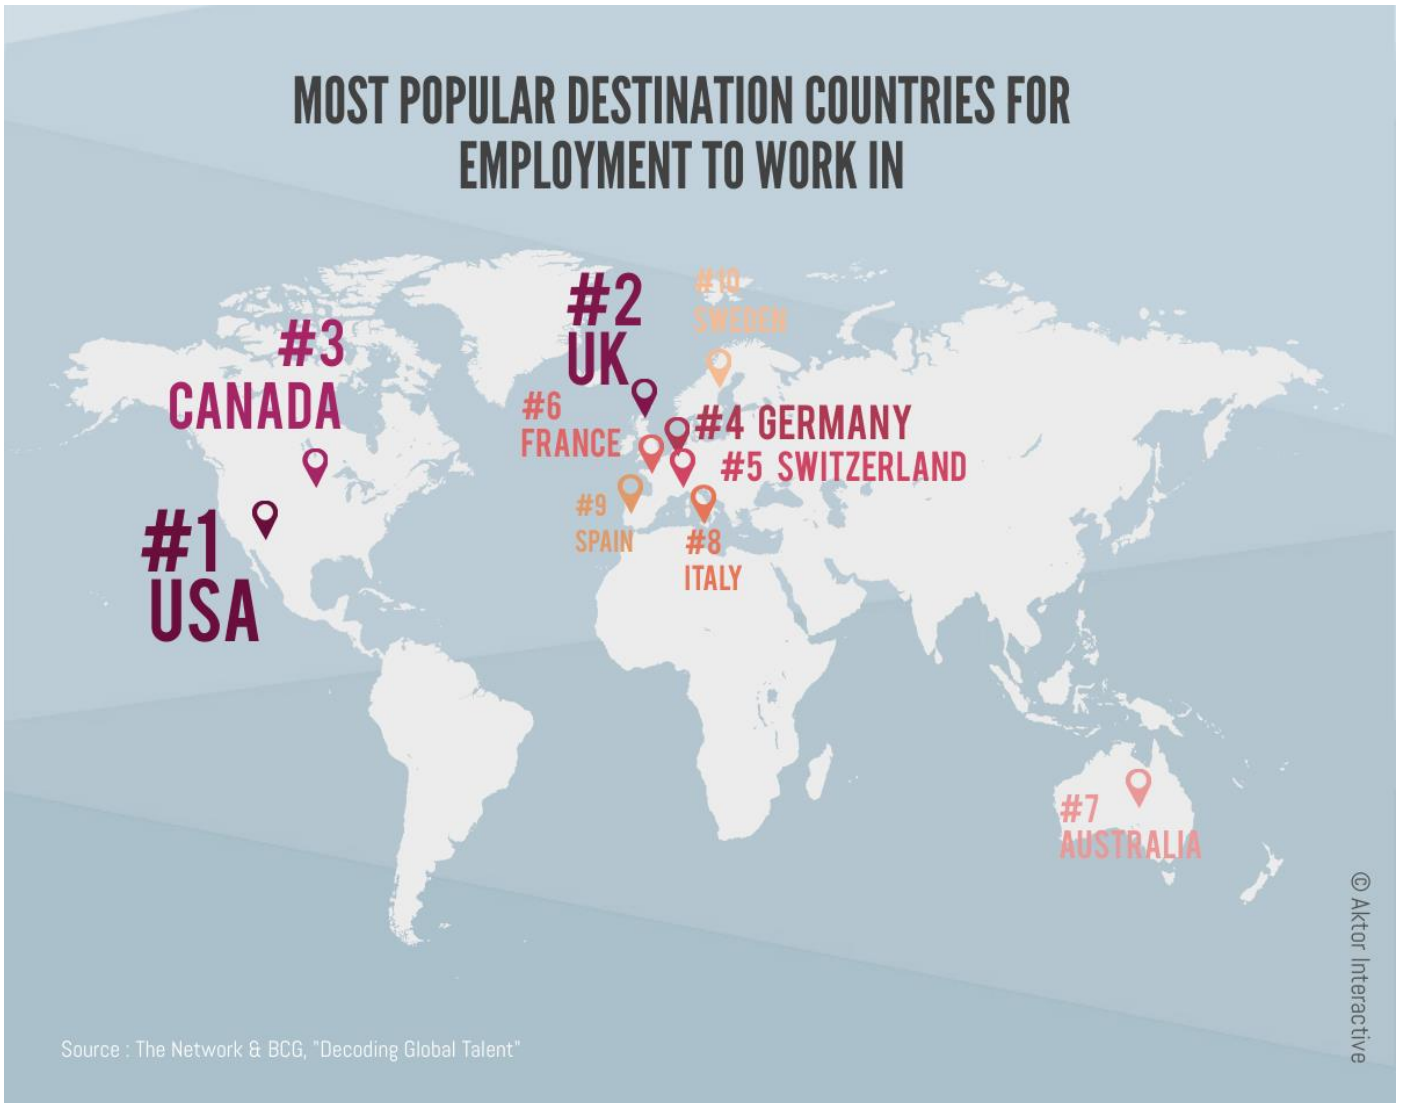 MOST POPULAR DESTINATION COUNTRIES FOR
EMPLOYMENT TO WORK IN
#1
USA
#2
UK
#3
CANADA
#4 GERMANY
#5 SWITZERLAND
#6
FRANCE
#7
AUSTRALIA
#8
ITALY
#9
SPAIN
#10
SWEDEN
Source : The Network & BCG, "Decoding Global Talent"
© Aktor Interactive